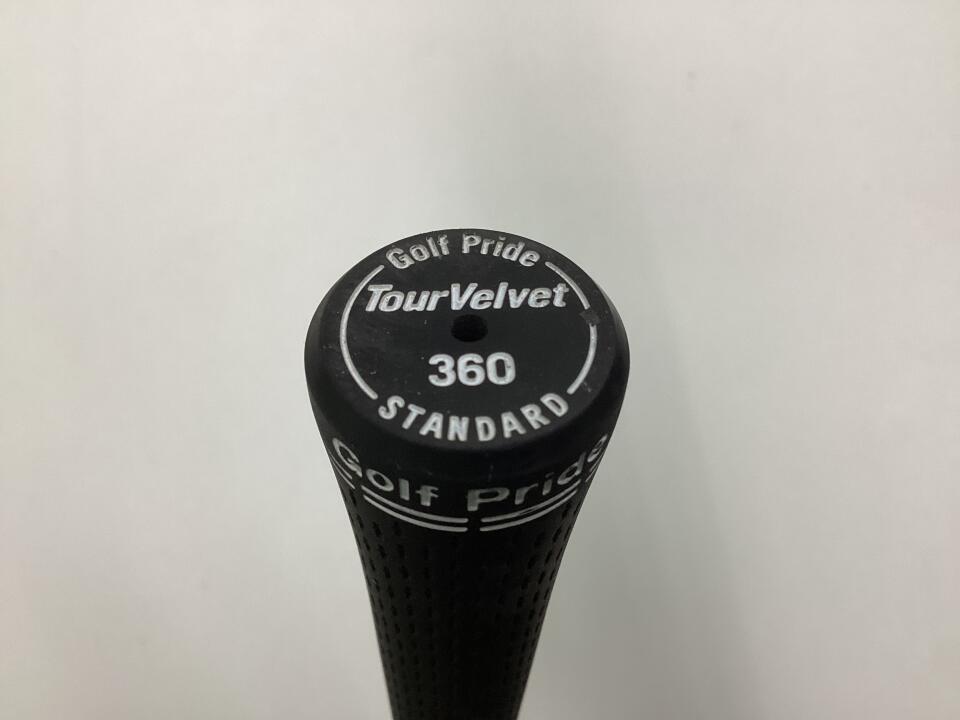 Golf Pride
TourVelvet
360
STANDARD
Golf Pride